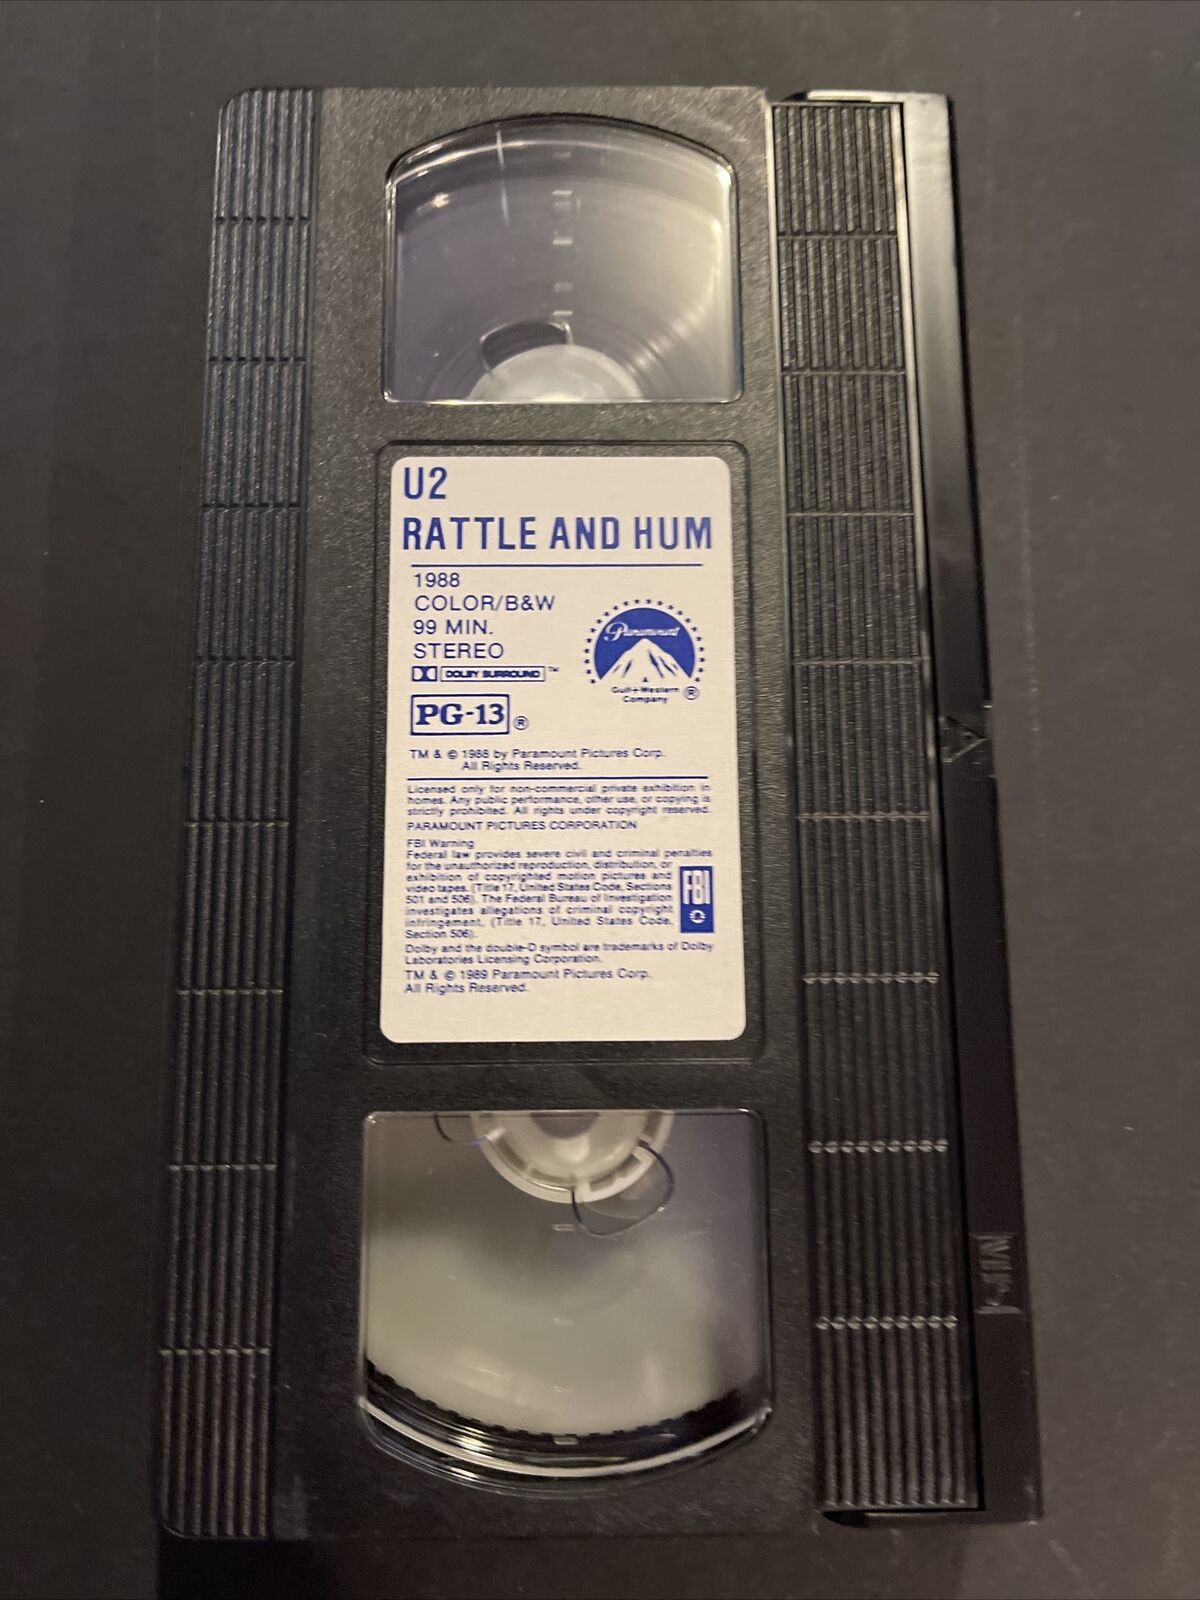 U2
RATTLE AND HUM
1988
COLOR/B&W
99 MIN.
STEREO
DOLBY SURROUND™
PG-13®
Paramount
Gulf+Western
Company ®
TM & © 1988 by Paramount Pictures Corp.
All Rights Reserved.
Licensed only for non-commercial private exhibition in
homes. Any public performance, other use, or copying is
strictly prohibited. All rights under copyright reserved.
PARAMOUNT PICTURES CORPORATION
FBI Warning
Federal law provides severe civil and criminal penalties
for the unauthorized reproduction, distribution, or
exhibition of copyrighted motion pictures and
video tapes. (Title 17, United States Code, Sections
501 and 506). The Federal Bureau of Investigation
investigates allegations of criminal copyright
infringement, (Title 17, United States Code,
Section 506).
FBI
Dolby and the double-D symbol are trademarks of Dolby
Laboratories Licensing Corporation.
TM & © 1989 Paramount Pictures Corp.
All Rights Reserved.